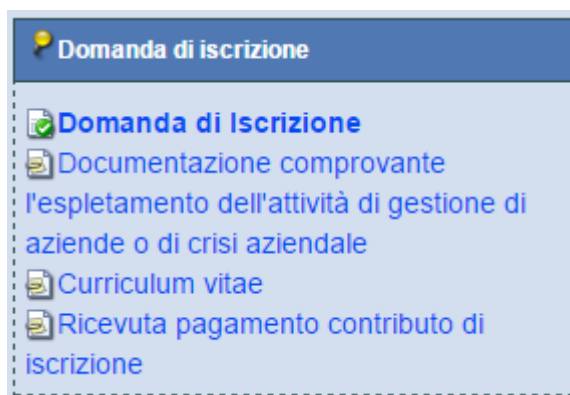 Domanda di iscrizione
Domanda di Iscrizione
Documentazione comprovante
l'espletamento dell'attività di gestione di
aziende o di crisi aziendale
Curriculum vitae
Ricevuta pagamento contributo di
iscrizione